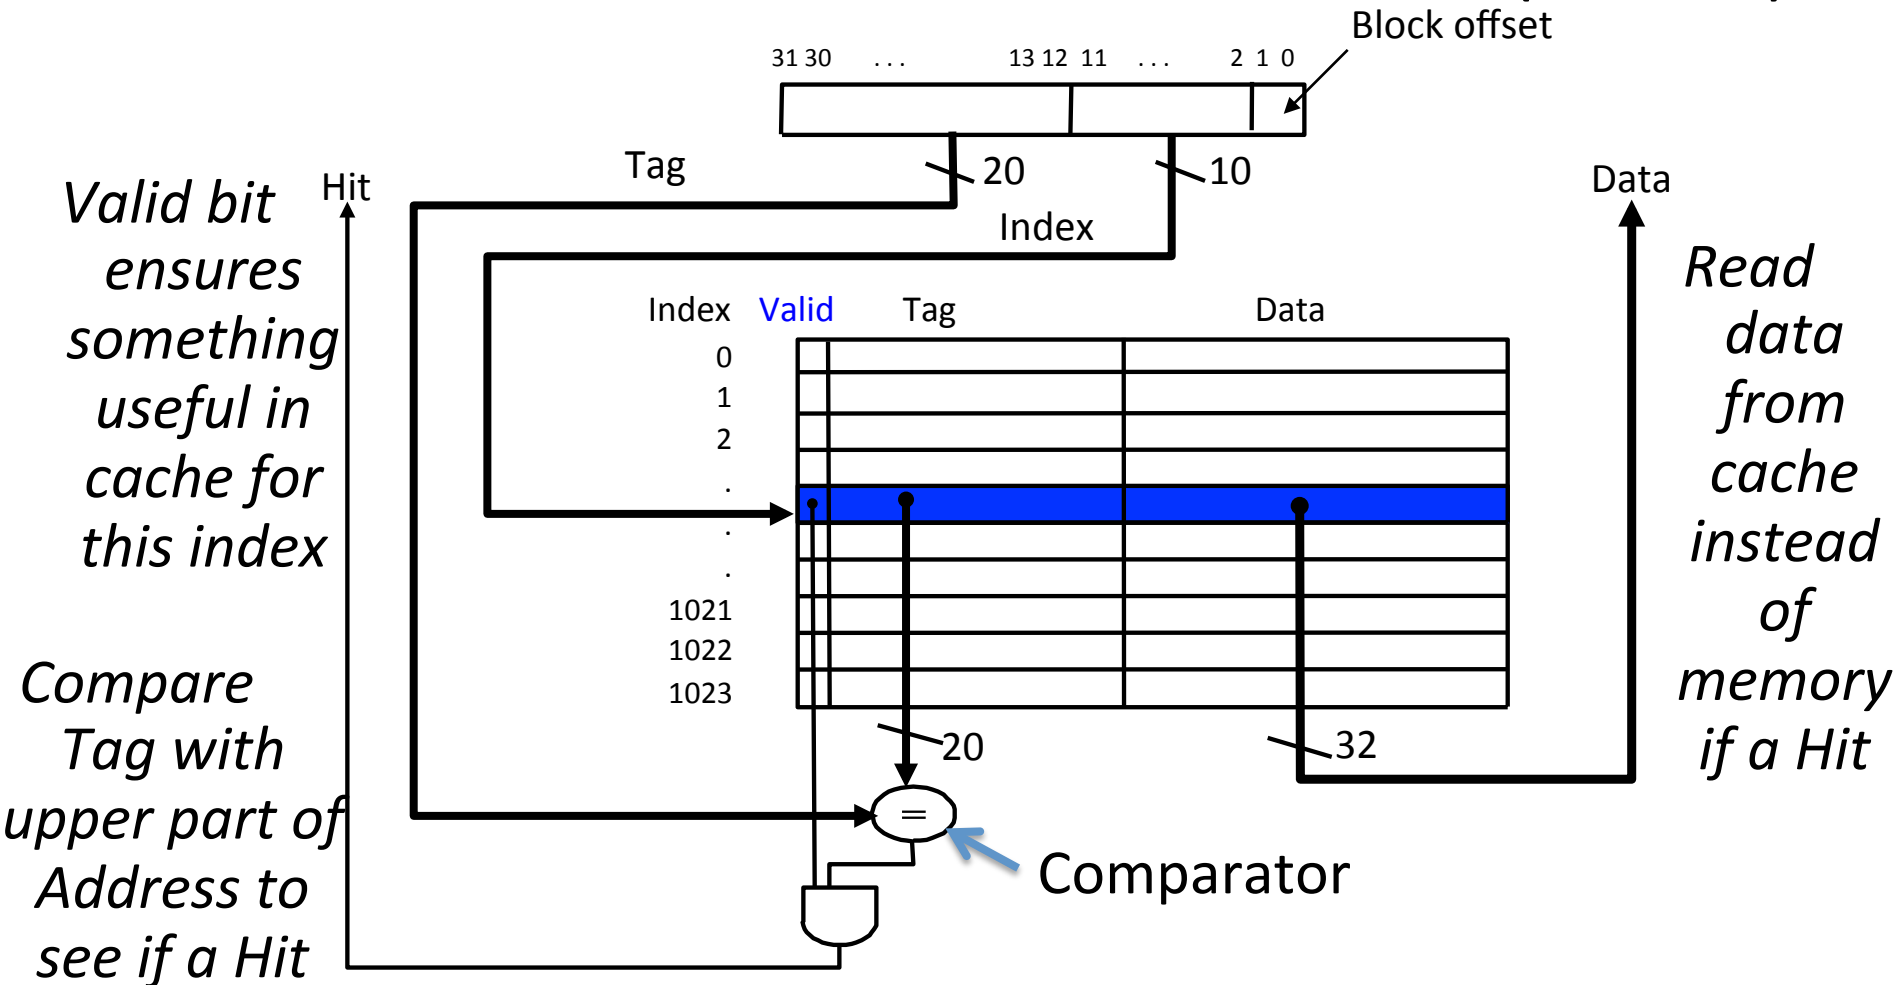 Block offset
31 30 . . . 13 12 11 . . . 2 1 0
Tag
20
10
Hit
Data
Index
Valid bit
ensures
something
useful in
cache for
this index
Read
data
from
cache
instead
of
memory
if a Hit
Index Valid Tag Data
0
1
2
.
.
.
1021
1022
1023
20
32
Compare
Tag with
upper part of
Address to
see if a Hit
=
Comparator